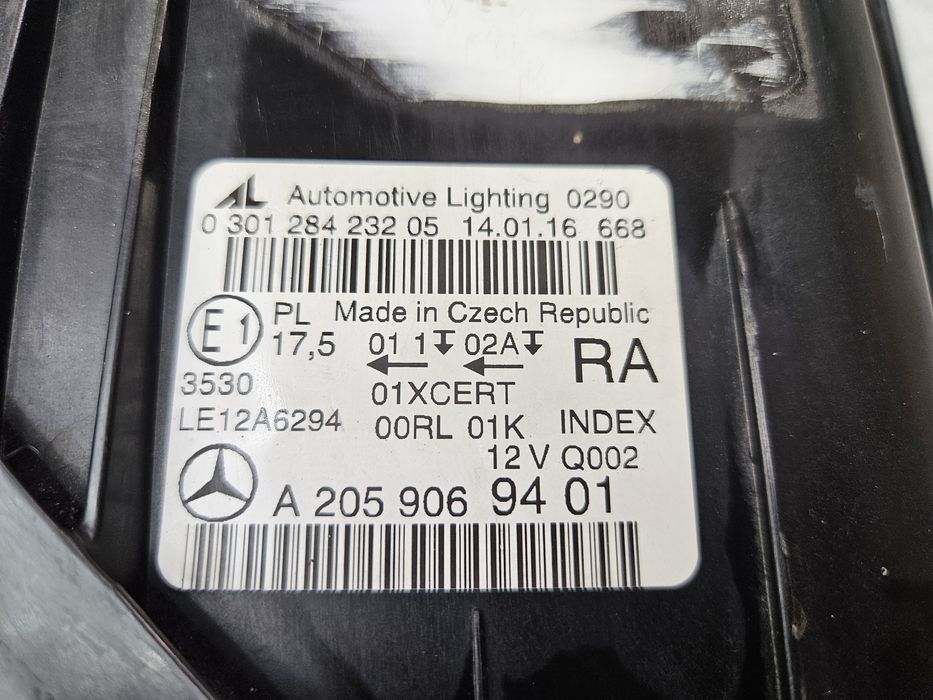 AL Automotive Lighting 0290
0 301 284 232 05 14.01.16 668
E1 PL Made in Czech Republic
17,5 01 1 02A RA
3530 01XCERT
LE12A6294 00RL 01K INDEX
12 V Q002
A 205 906 94 01